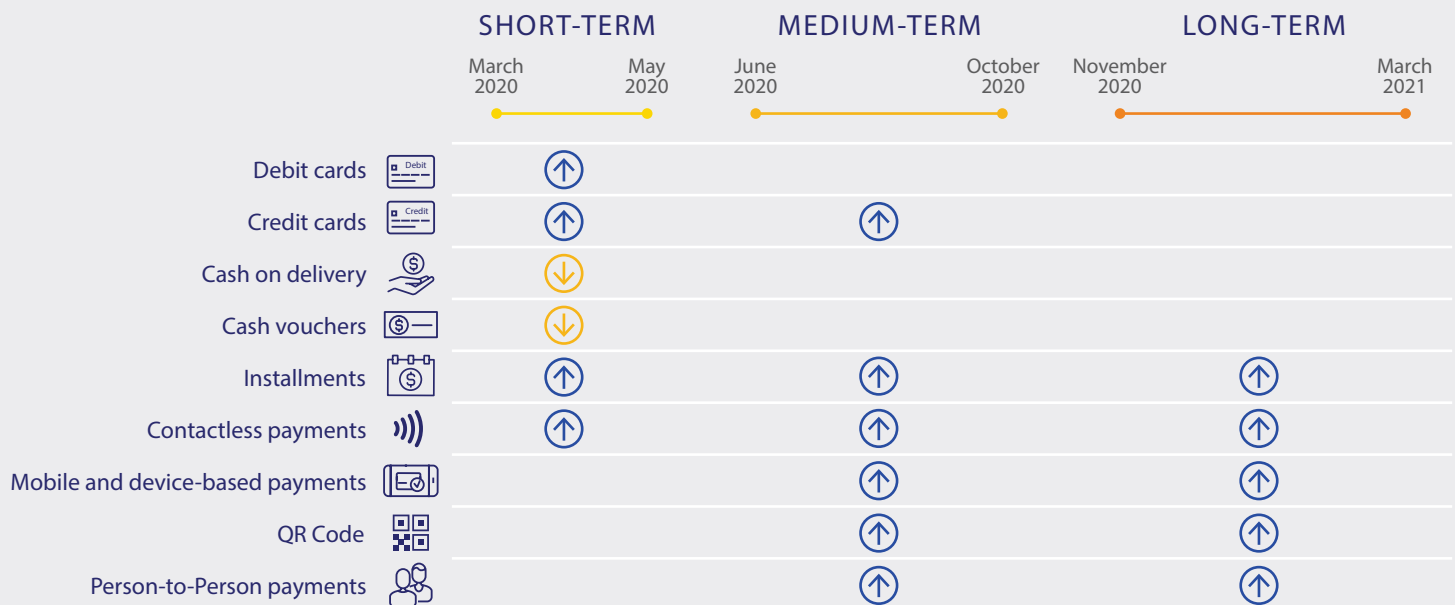 SHORT-TERM MEDIUM-TERM LONG-TERM
March May June October November March
2020 2020 2020 2020 2020 2021
Debit cards Debit
Credit cards Credit
Cash on delivery $
Cash vouchers $
Installments $
Contactless payments
Mobile and device-based payments
QR Code
Person-to-Person payments